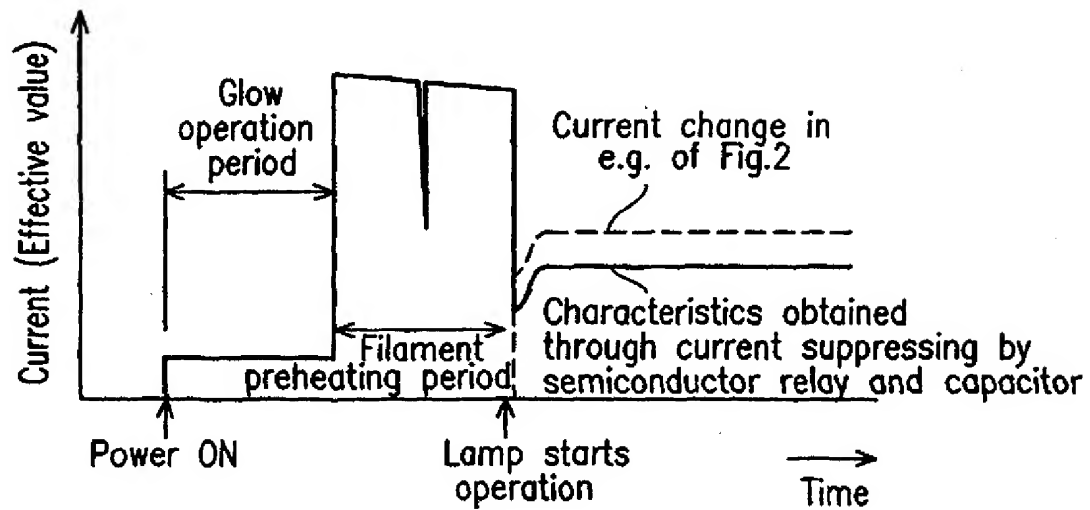 Current (Effective value)
Glow
operation
period
Current change in
e.g. of Fig.2
Filament
preheating period
Characteristics obtained
through current suppressing by
semiconductor relay and capacitor
Power ON
Lamp starts
operation
Time